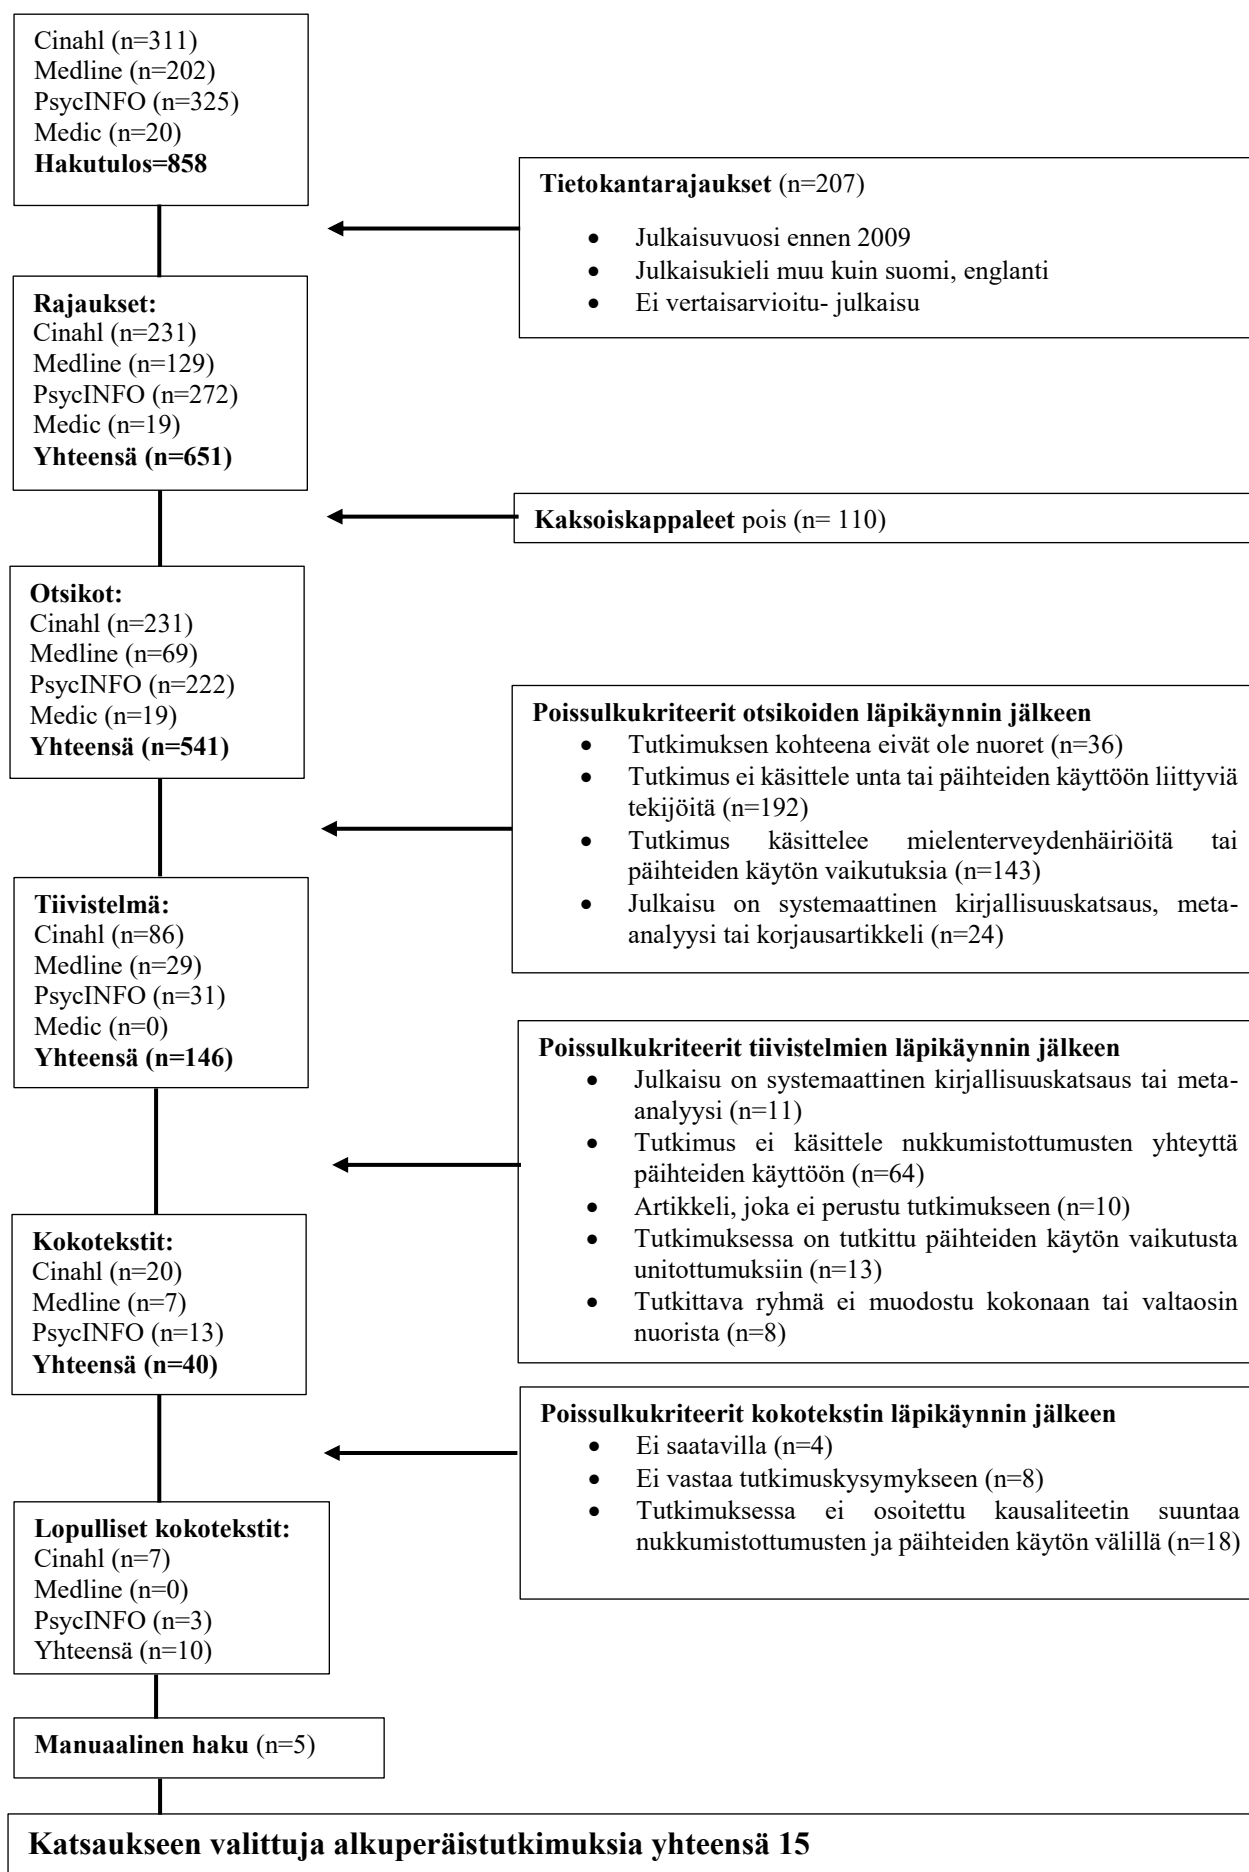 Cinahl (n=311)
Medline (n=202)
PsycINFO (n=325)
Medic (n=20)
Hakutulos=858
Tietokantarajaukset (n=207)
• Julkaisuvuosi ennen 2009
• Julkaisukieli muu kuin suomi, englanti
• Ei vertaisarvioitu- julkaisu
Rajaukset:
Cinahl (n=231)
Medline (n=129)
PsycINFO (n=272)
Medic (n=19)
Yhteensä (n=651)
Kaksoiskappaleet pois (n= 110)
Otsikot:
Cinahl (n=231)
Medline (n=69)
PsycINFO (n=222)
Medic (n=19)
Yhteensä (n=541)
Poissulkukriteerit otsikoiden läpikäynnin jälkeen
• Tutkimuksen kohteena eivät ole nuoret (n=36)
• Tutkimus ei käsittele unta tai päihteiden käyttöön liittyviä
tekijöitä (n=192)
• Tutkimus käsittelee mielenterveydenhäiriöitä tai
päihteiden käytön vaikutuksia (n=143)
• Julkaisu on systemaattinen kirjallisuuskatsaus, meta-
analyysi tai korjausartikkeli (n=24)
Tiivistelmä:
Cinahl (n=86)
Medline (n=29)
PsycINFO (n=31)
Medic (n=0)
Yhteensä (n=146)
Poissulkukriteerit tiivistelmien läpikäynnin jälkeen
• Julkaisu on systemaattinen kirjallisuuskatsaus tai meta-
analyysi (n=11)
• Tutkimus ei käsittele nukkumistottumusten yhteyttä
päihteiden käyttöön (n=64)
• Artikkeli, joka ei perustu tutkimukseen (n=10)
• Tutkimuksessa on tutkittu päihteiden käytön vaikutusta
unitottumuksiin (n=13)
• Tutkittava ryhmä ei muodostu kokonaan tai valtaosin
nuorista (n=8)
Kokotekstit:
Cinahl (n=20)
Medline (n=7)
PsycINFO (n=13)
Yhteensä (n=40)
Poissulkukriteerit kokotekstin läpikäynnin jälkeen
• Ei saatavilla (n=4)
• Ei vastaa tutkimuskysymykseen (n=8)
• Tutkimuksessa ei osoitettu kausaliteetin suuntaa
nukkumistottumusten ja päihteiden käytön välillä (n=18)
Lopulliset kokotekstit:
Cinahl (n=7)
Medline (n=0)
PsycINFO (n=3)
Yhteensä (n=10)
Manuaalinen haku (n=5)
Katsaukseen valittuja alkuperäistutkimuksia yhteensä 15